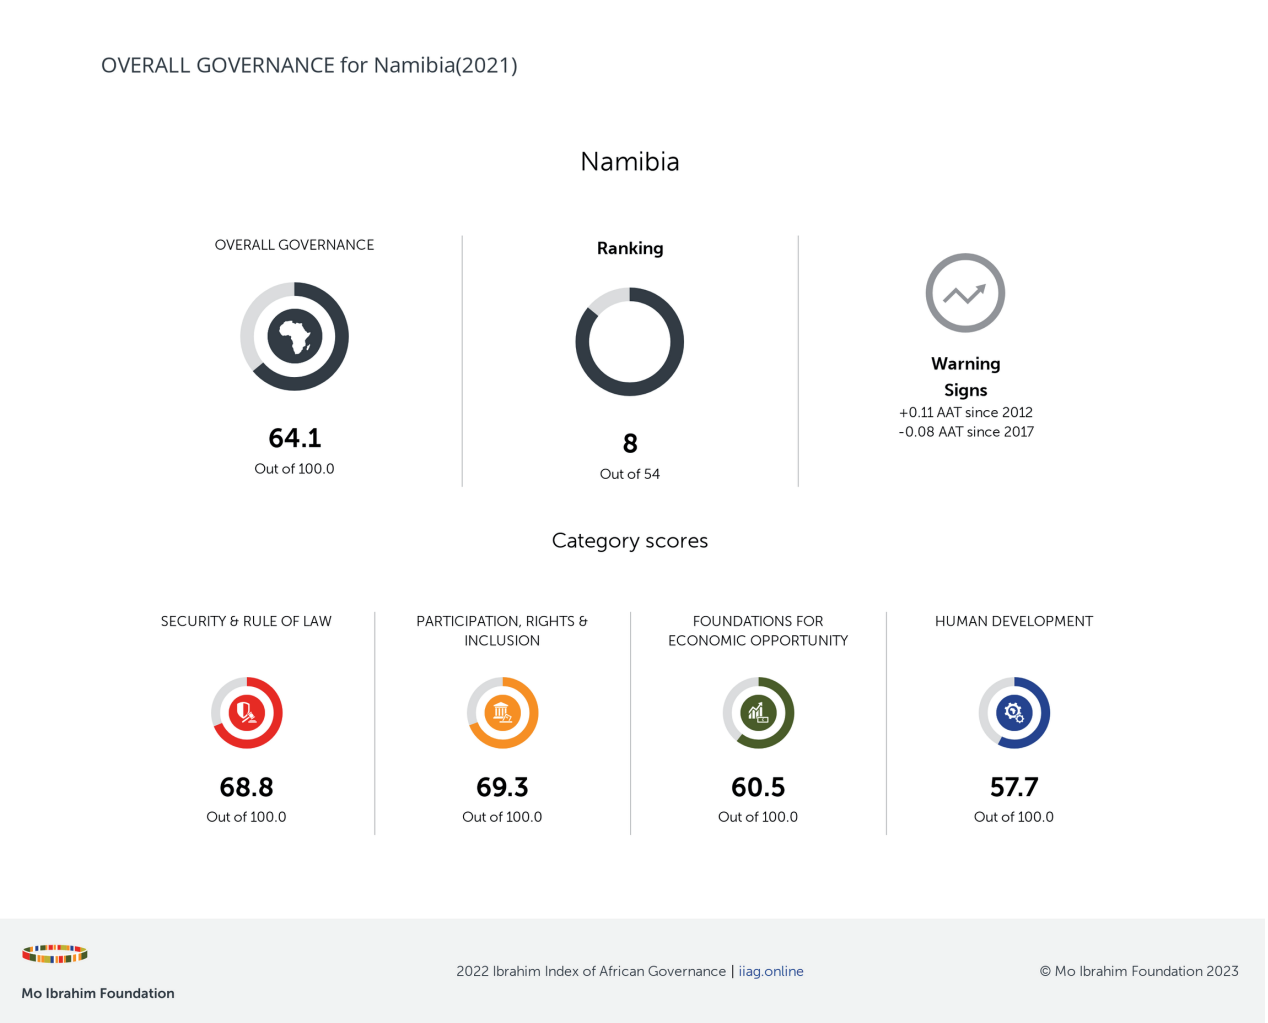 OVERALL GOVERNANCE for Namibia(2021)
Namibia
OVERALL GOVERNANCE
64.1
Out of 100.0
Ranking
8
Out of 54
Warning
Signs
+0.11 AAT since 2012
-0.08 AAT since 2017
Category scores
SECURITY & RULE OF LAW
68.8
Out of 100.0
PARTICIPATION, RIGHTS &
INCLUSION
69.3
Out of 100.0
FOUNDATIONS FOR
ECONOMIC OPPORTUNITY
60.5
Out of 100.0
HUMAN DEVELOPMENT
57.7
Out of 100.0
Mo Ibrahim Foundation
2022 Ibrahim Index of African Governance | iiag.online
© Mo Ibrahim Foundation 2023